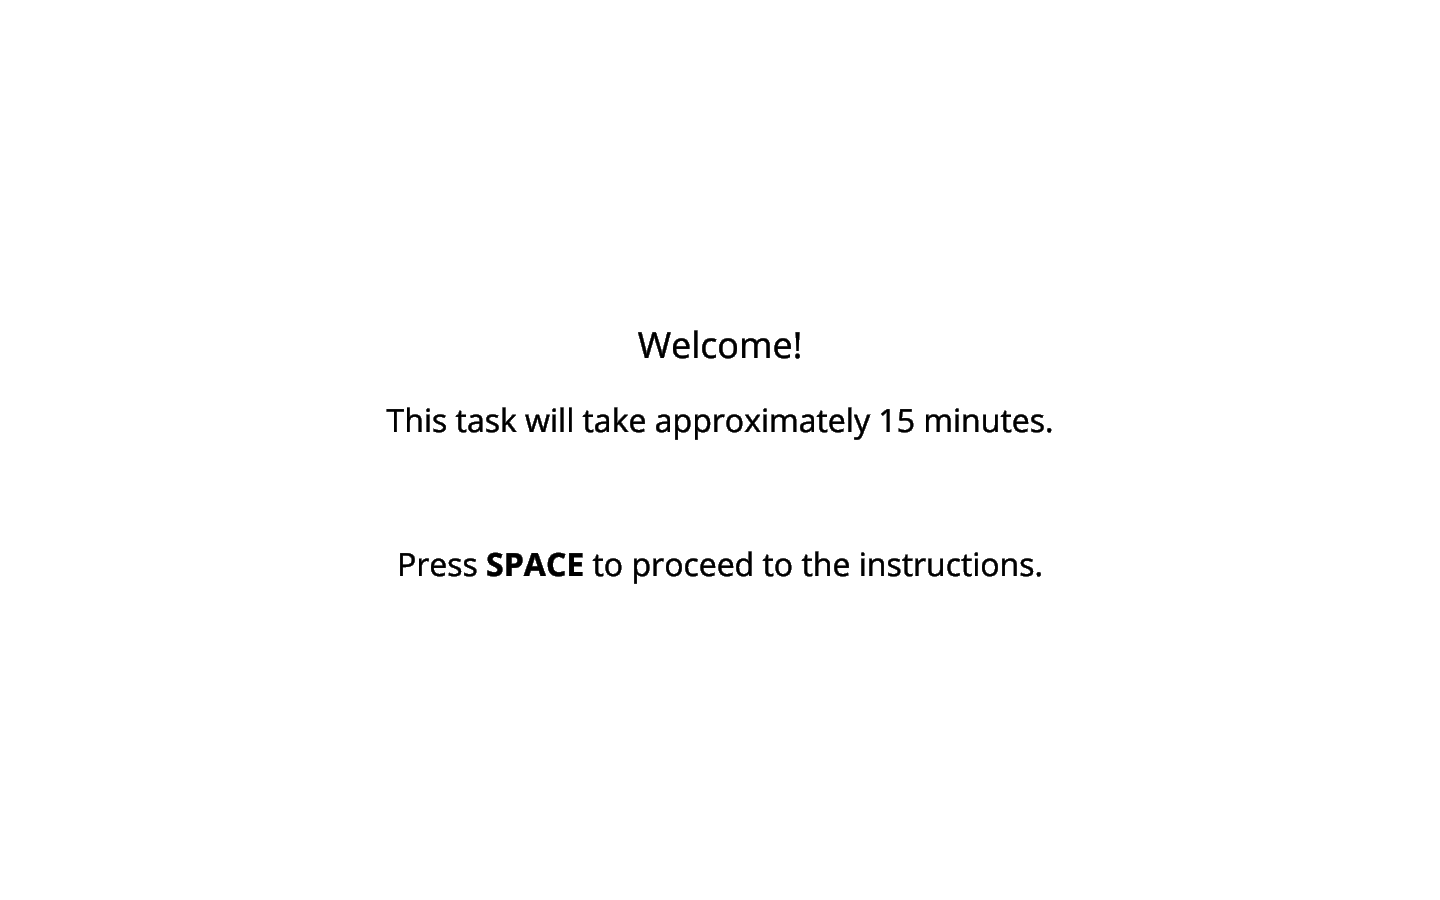 Welcome!
This task will take approximately 15 minutes.
Press SPACE to proceed to the instructions.